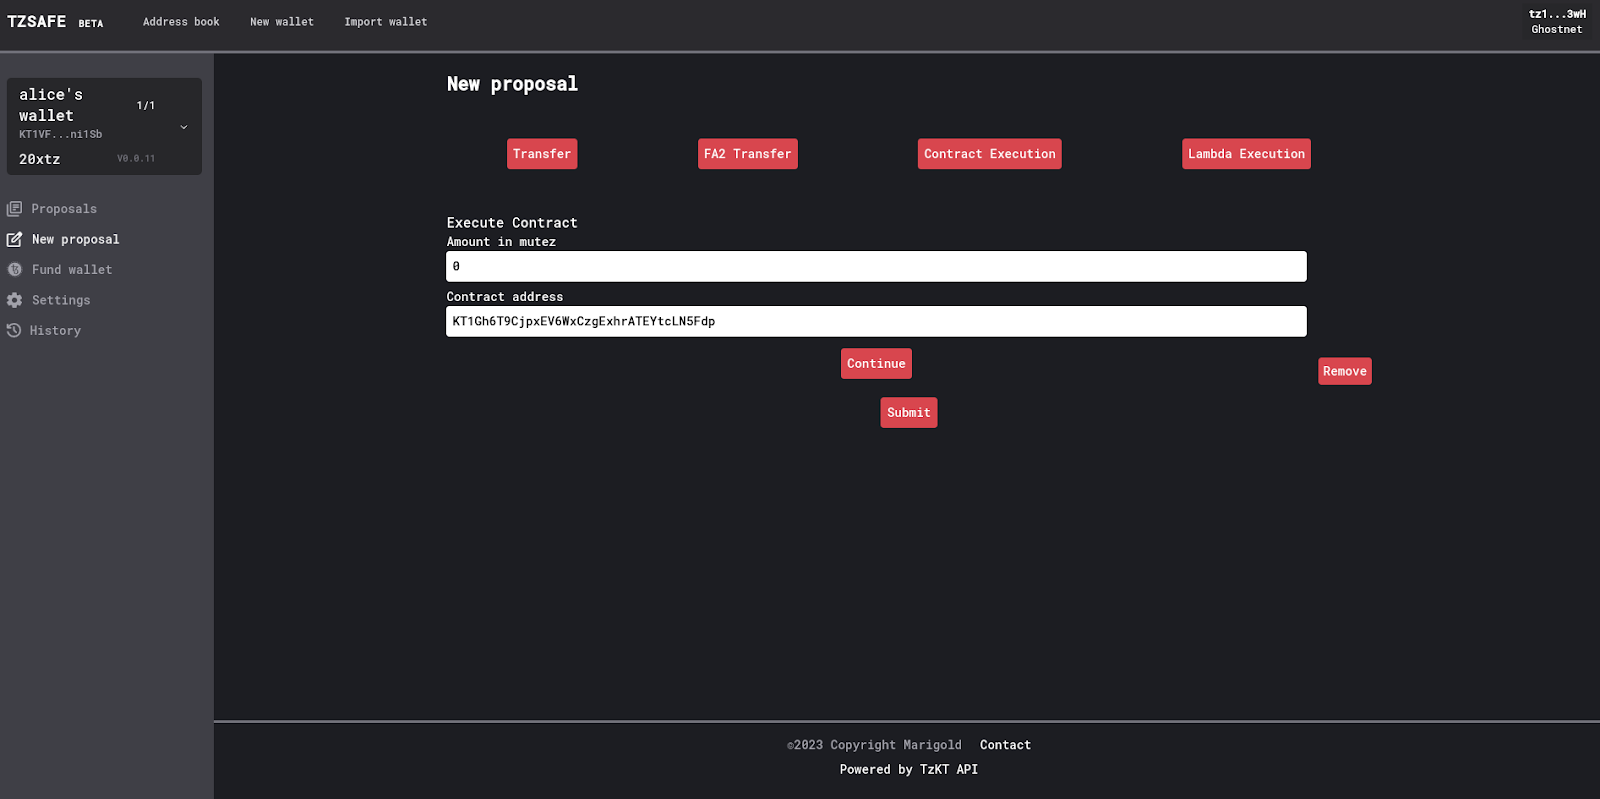 TZSAFE BETA Address book New wallet Import wallet tz1...3wH
Ghostnet
alice's
wallet
1/1
KT1VF...ni1Sb
20xtz V0.0.11
Proposals
New proposal
Fund wallet
Settings
History
New proposal
Transfer FA2 Transfer Contract Execution Lambda Execution
Execute Contract
Amount in mutez
0
Contract address
KT1Gh6T9CjpxEV6WxCzgExhrATEYtcLN5Fdp
Continue
Remove
Submit
©2023 Copyright Marigold Contact
Powered by TzKT API